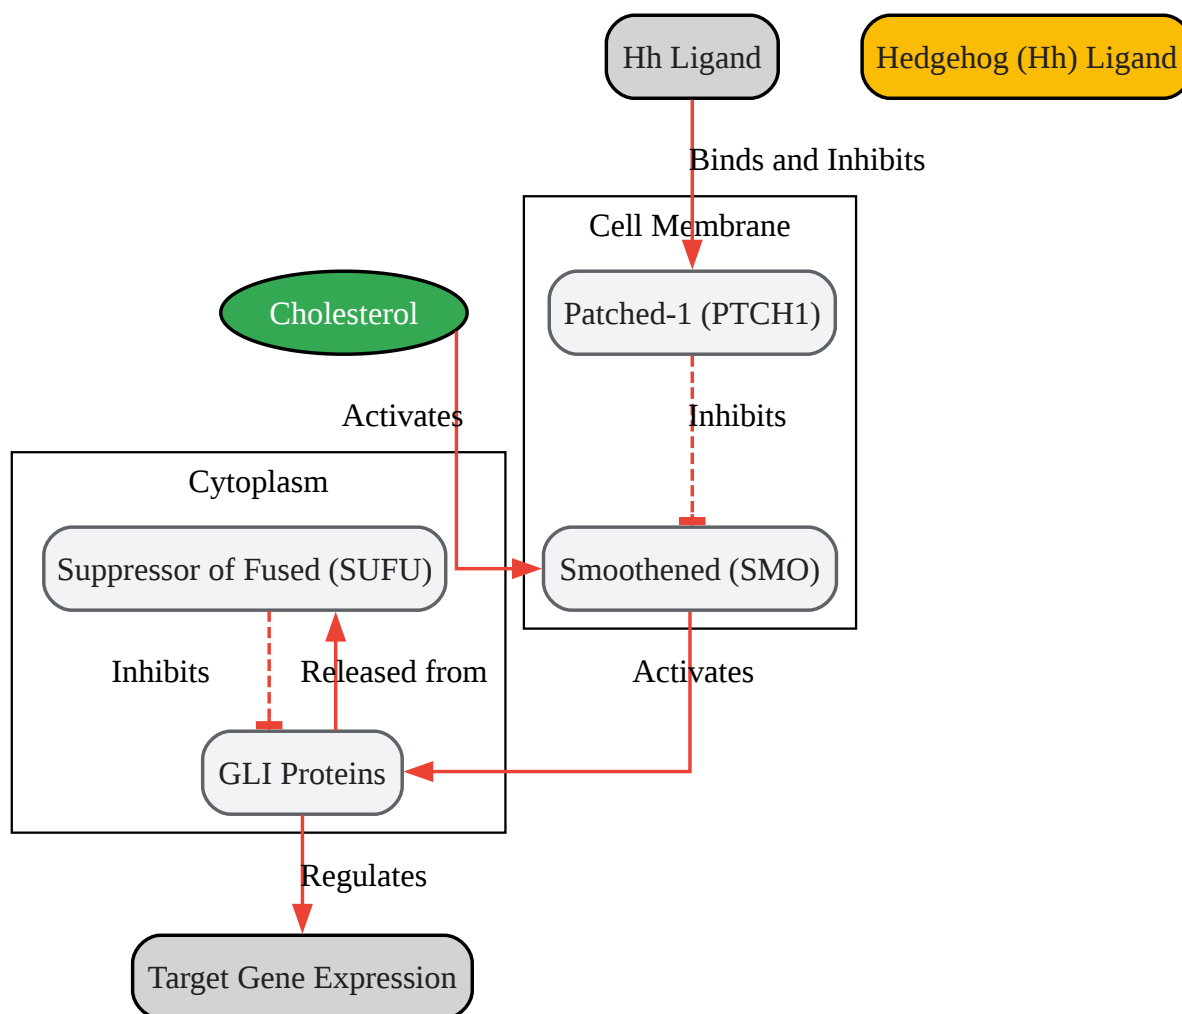 Hh Ligand
Hedgehog (Hh) Ligand
Binds and Inhibits
Cell Membrane
Cholesterol
Patched-1 (PTCH1)
Activates
Inhibits
Cytoplasm
Suppressor of Fused (SUFU)
Smoothened (SMO)
Inhibits
Released from
Activates
GLI Proteins
Regulates
Target Gene Expression